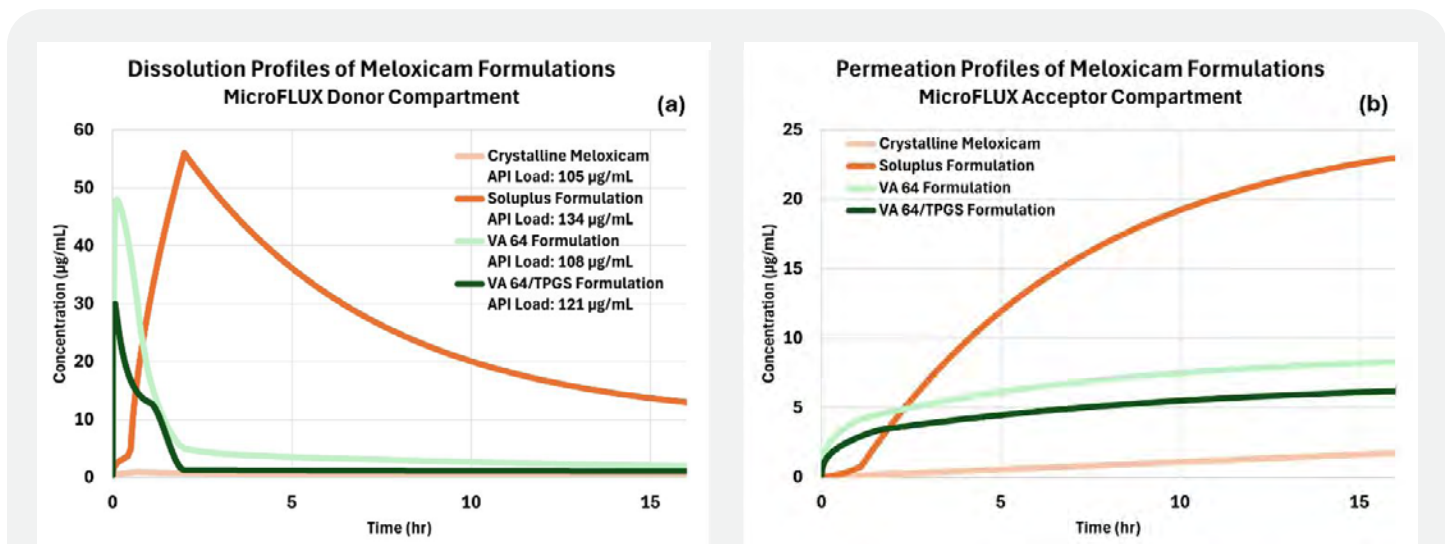 Dissolution Profiles of Meloxicam Formulations
MicroFLUX Donor Compartment
(a)
60
50
40
30
20
10
0
Concentration (µg/mL)
Crystalline Meloxicam
API Load: 105 µg/mL
Soluplus Formulation
API Load: 134 µg/mL
VA 64 Formulation
API Load: 108 µg/mL
VA 64/TPGS Formulation
API Load: 121 µg/mL
0 5 10 15
Time (hr)
Permeation Profiles of Meloxicam Formulations
MicroFLUX Acceptor Compartment
(b)
25
20
15
10
5
0
Concentration (µg/mL)
Crystalline Meloxicam
Soluplus Formulation
VA 64 Formulation
VA 64/TPGS Formulation
0 5 10 15
Time (hr)